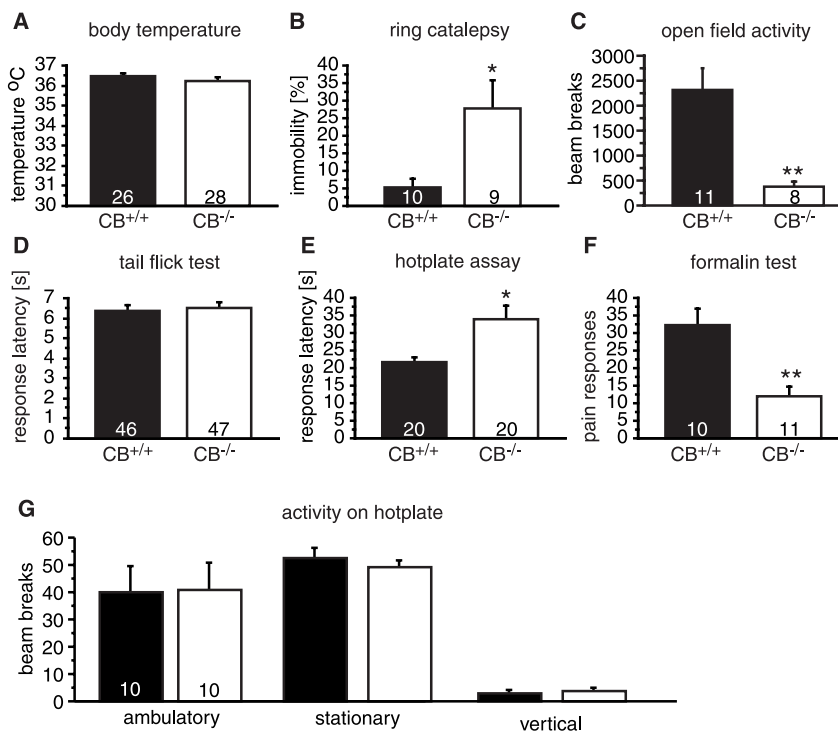 A
body temperature
temperature °C
37
36
35
34
33
32
31
30
26
28
CB+/+
CB-/-
B
ring catalepsy
immobility [%]
40
35
30
25
20
15
10
5
0
*
10
9
CB+/+
CB-/-
C
open field activity
beam breaks
3000
2500
2000
1500
1000
500
0
**
11
8
CB+/+
CB-/-
D
tail flick test
response latency [s]
7
6
5
4
3
2
1
0
46
47
CB+/+
CB-/-
E
hotplate assay
response latency [s]
40
35
30
25
20
15
10
5
0
*
20
20
CB+/+
CB-/-
F
formalin test
pain responses
40
35
30
25
20
15
10
5
0
**
10
11
CB+/+
CB-/-
G
activity on hotplate
beam breaks
60
50
40
30
20
10
0
10
10
ambulatory
stationary
vertical